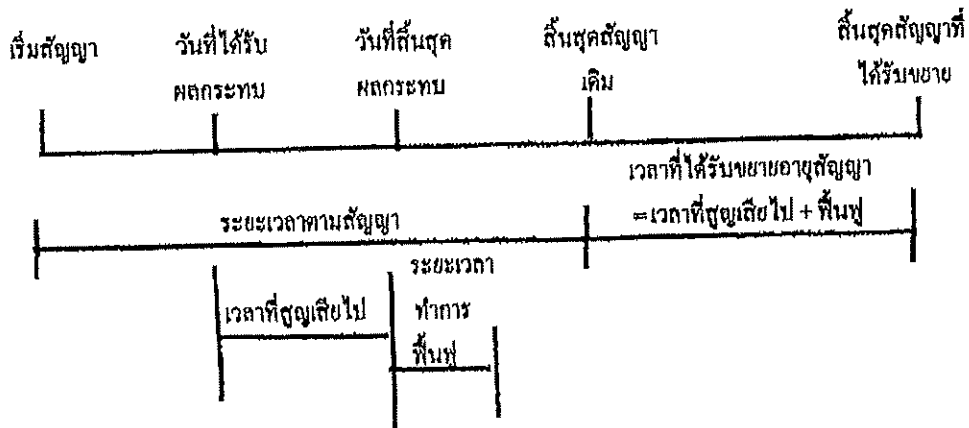 เริ่มสัญญา
วันที่ได้รับ
ผลกระทบ
วันที่สิ้นสุด
ผลกระทบ
สิ้นสุดสัญญา
เดิม
สิ้นสุดสัญญาที่
ได้รับขยาย
เวลาที่ได้รับขยายอายุสัญญา
=เวลาที่สูญเสียไป + ฟื้นฟู
ระยะเวลาตามสัญญา
เวลาที่สูญเสียไป
ระยะเวลา
ทำการ
ฟื้นฟู